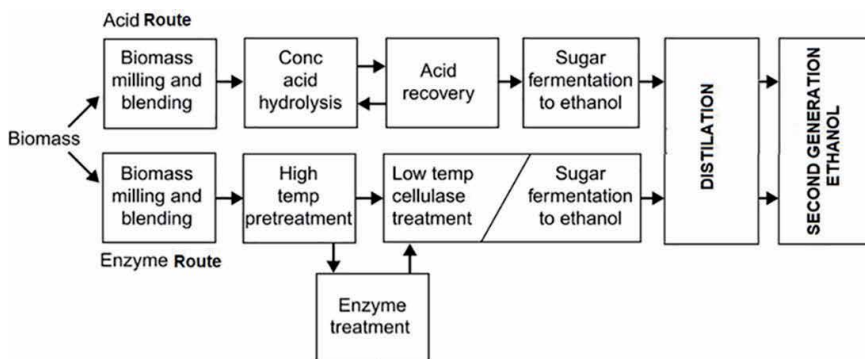 Acid Route
Biomass
milling and
blending
Conc
acid
hydrolysis
Acid
recovery
Sugar
fermentation
to ethanol
Biomass
Biomass
milling and
blending
High
temp
pretreatment
Low temp
cellulase
treatment
Sugar
fermentation
to ethanol
Enzyme Route
Enzyme
treatment
DISTILATION
SECOND GENERATION
ETHANOL